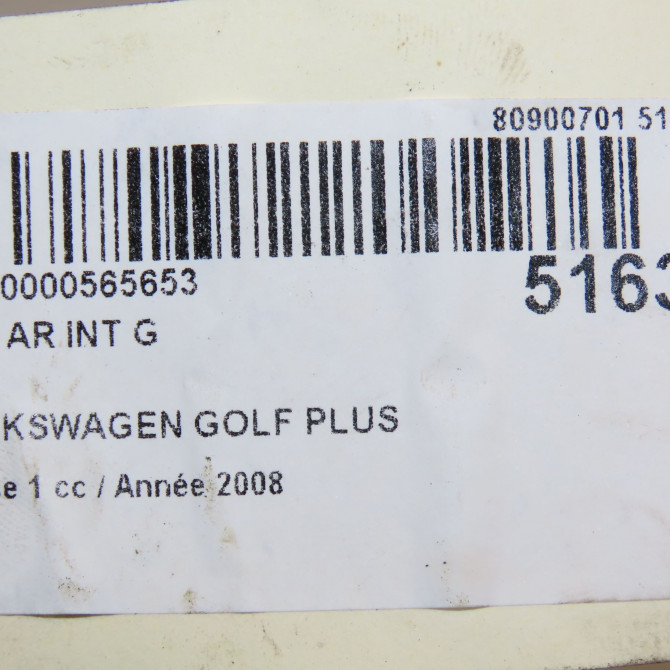 80900701 51
0000565653
5163
AR INT G
KSWAGEN GOLF PLUS
e 1 cc / Année 2008